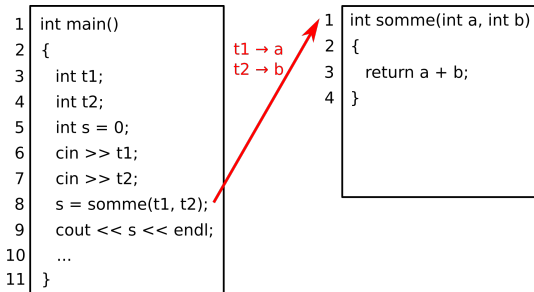 1 int main()
2 {
3 int t1;
4 int t2;
5 int s = 0;
6 cin >> t1;
7 cin >> t2;
8 s = somme(t1, t2);
9 cout << s << endl;
10 ...
11 }
t1 → a
t2 → b
1 int somme(int a, int b)
2 {
3 return a + b;
4 }